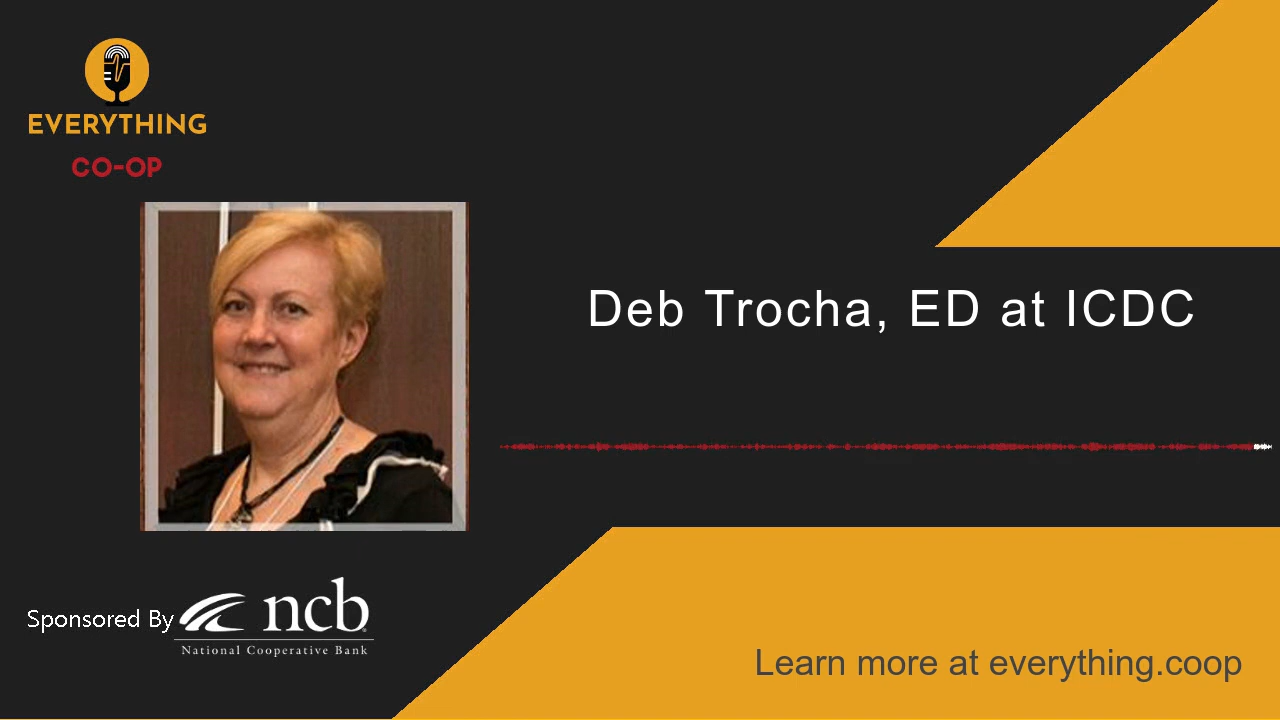 EVERYTHING
CO-OP
Deb Trocha, ED at ICDC
Sponsored By
ncb
National Cooperative Bank
Learn more at everything.coop